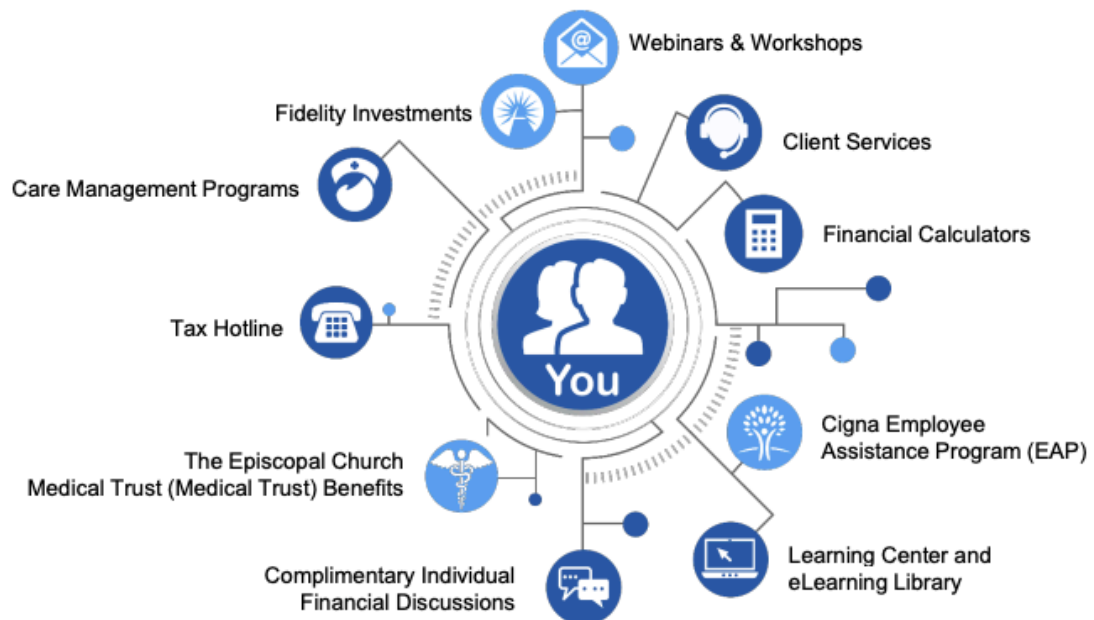 Webinars & Workshops
Fidelity Investments
Client Services
Care Management Programs
Financial Calculators
Tax Hotline
You
Cigna Employee
Assistance Program (EAP)
The Episcopal Church
Medical Trust (Medical Trust) Benefits
Learning Center and
eLearning Library
Complimentary Individual
Financial Discussions